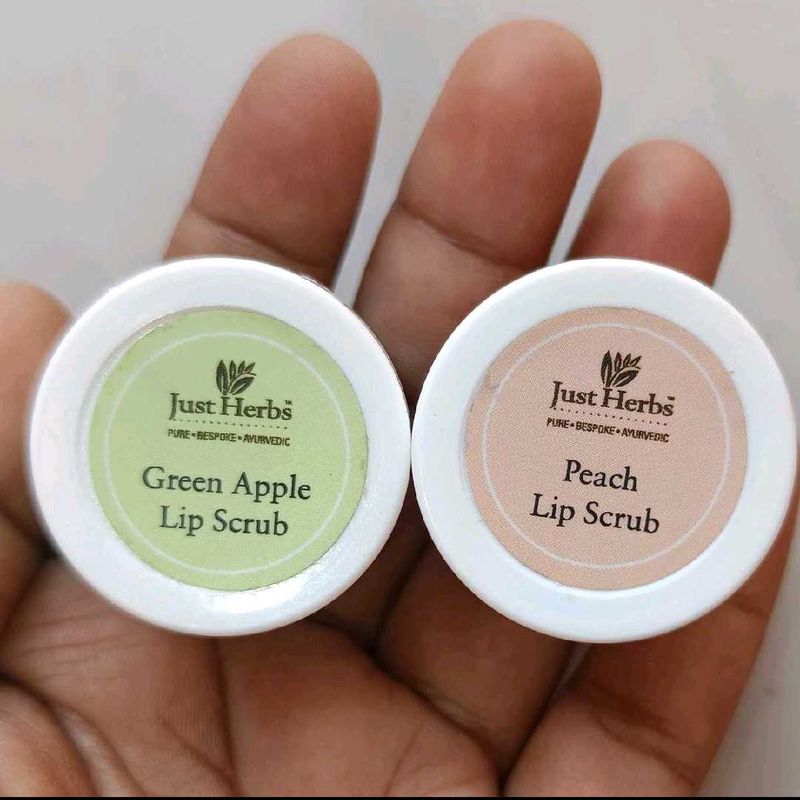 Just Herbs™
PURE • BESPOKE • AYURVEDIC
Green Apple
Lip Scrub
Just Herbs™
PURE • BESPOKE • AYURVEDIC
Peach
Lip Scrub